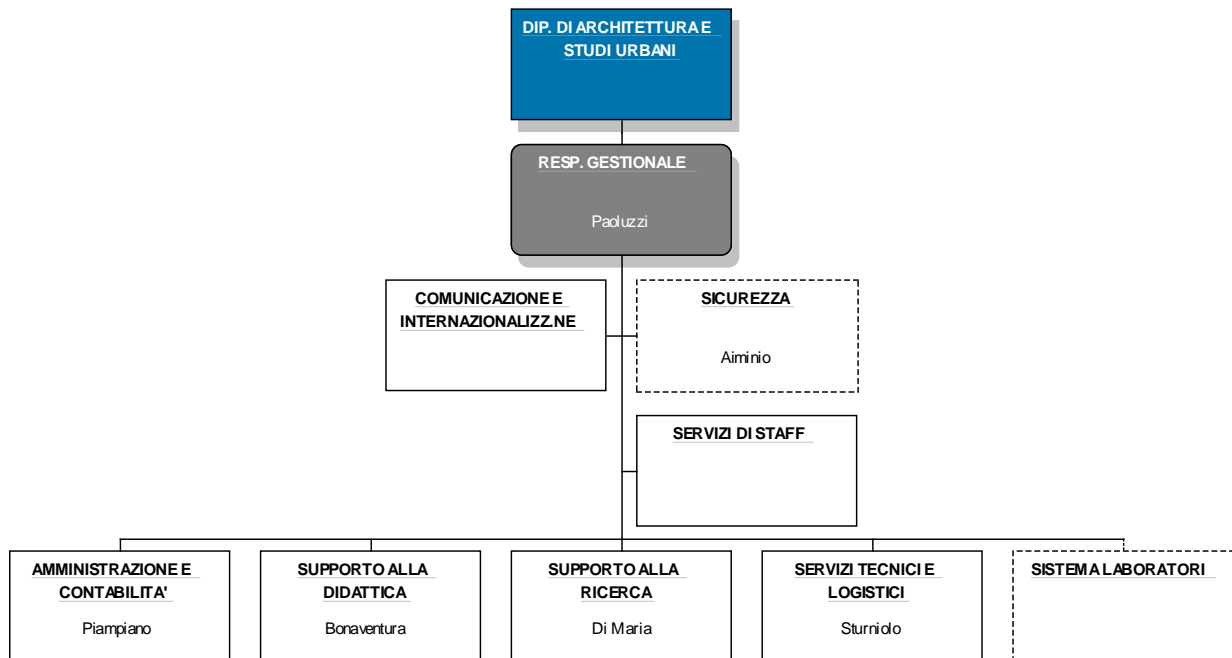 DIP. DI ARCHITETTURA E
STUDI URBANI
RESP. GESTIONALE
Paoluzzi
COMUNICAZIONE E
INTERNAZIONALIZZ.NE
SICUREZZA
Aiminio
SERVIZI DI STAFF
AMMINISTRAZIONE E
CONTABILITA'
Piampiano
SUPPORTO ALLA
DIDATTICA
Bonaventura
SUPPORTO ALLA
RICERCA
Di Maria
SERVIZI TECNICI E
LOGISTICI
Sturniolo
SISTEMA LABORATORI